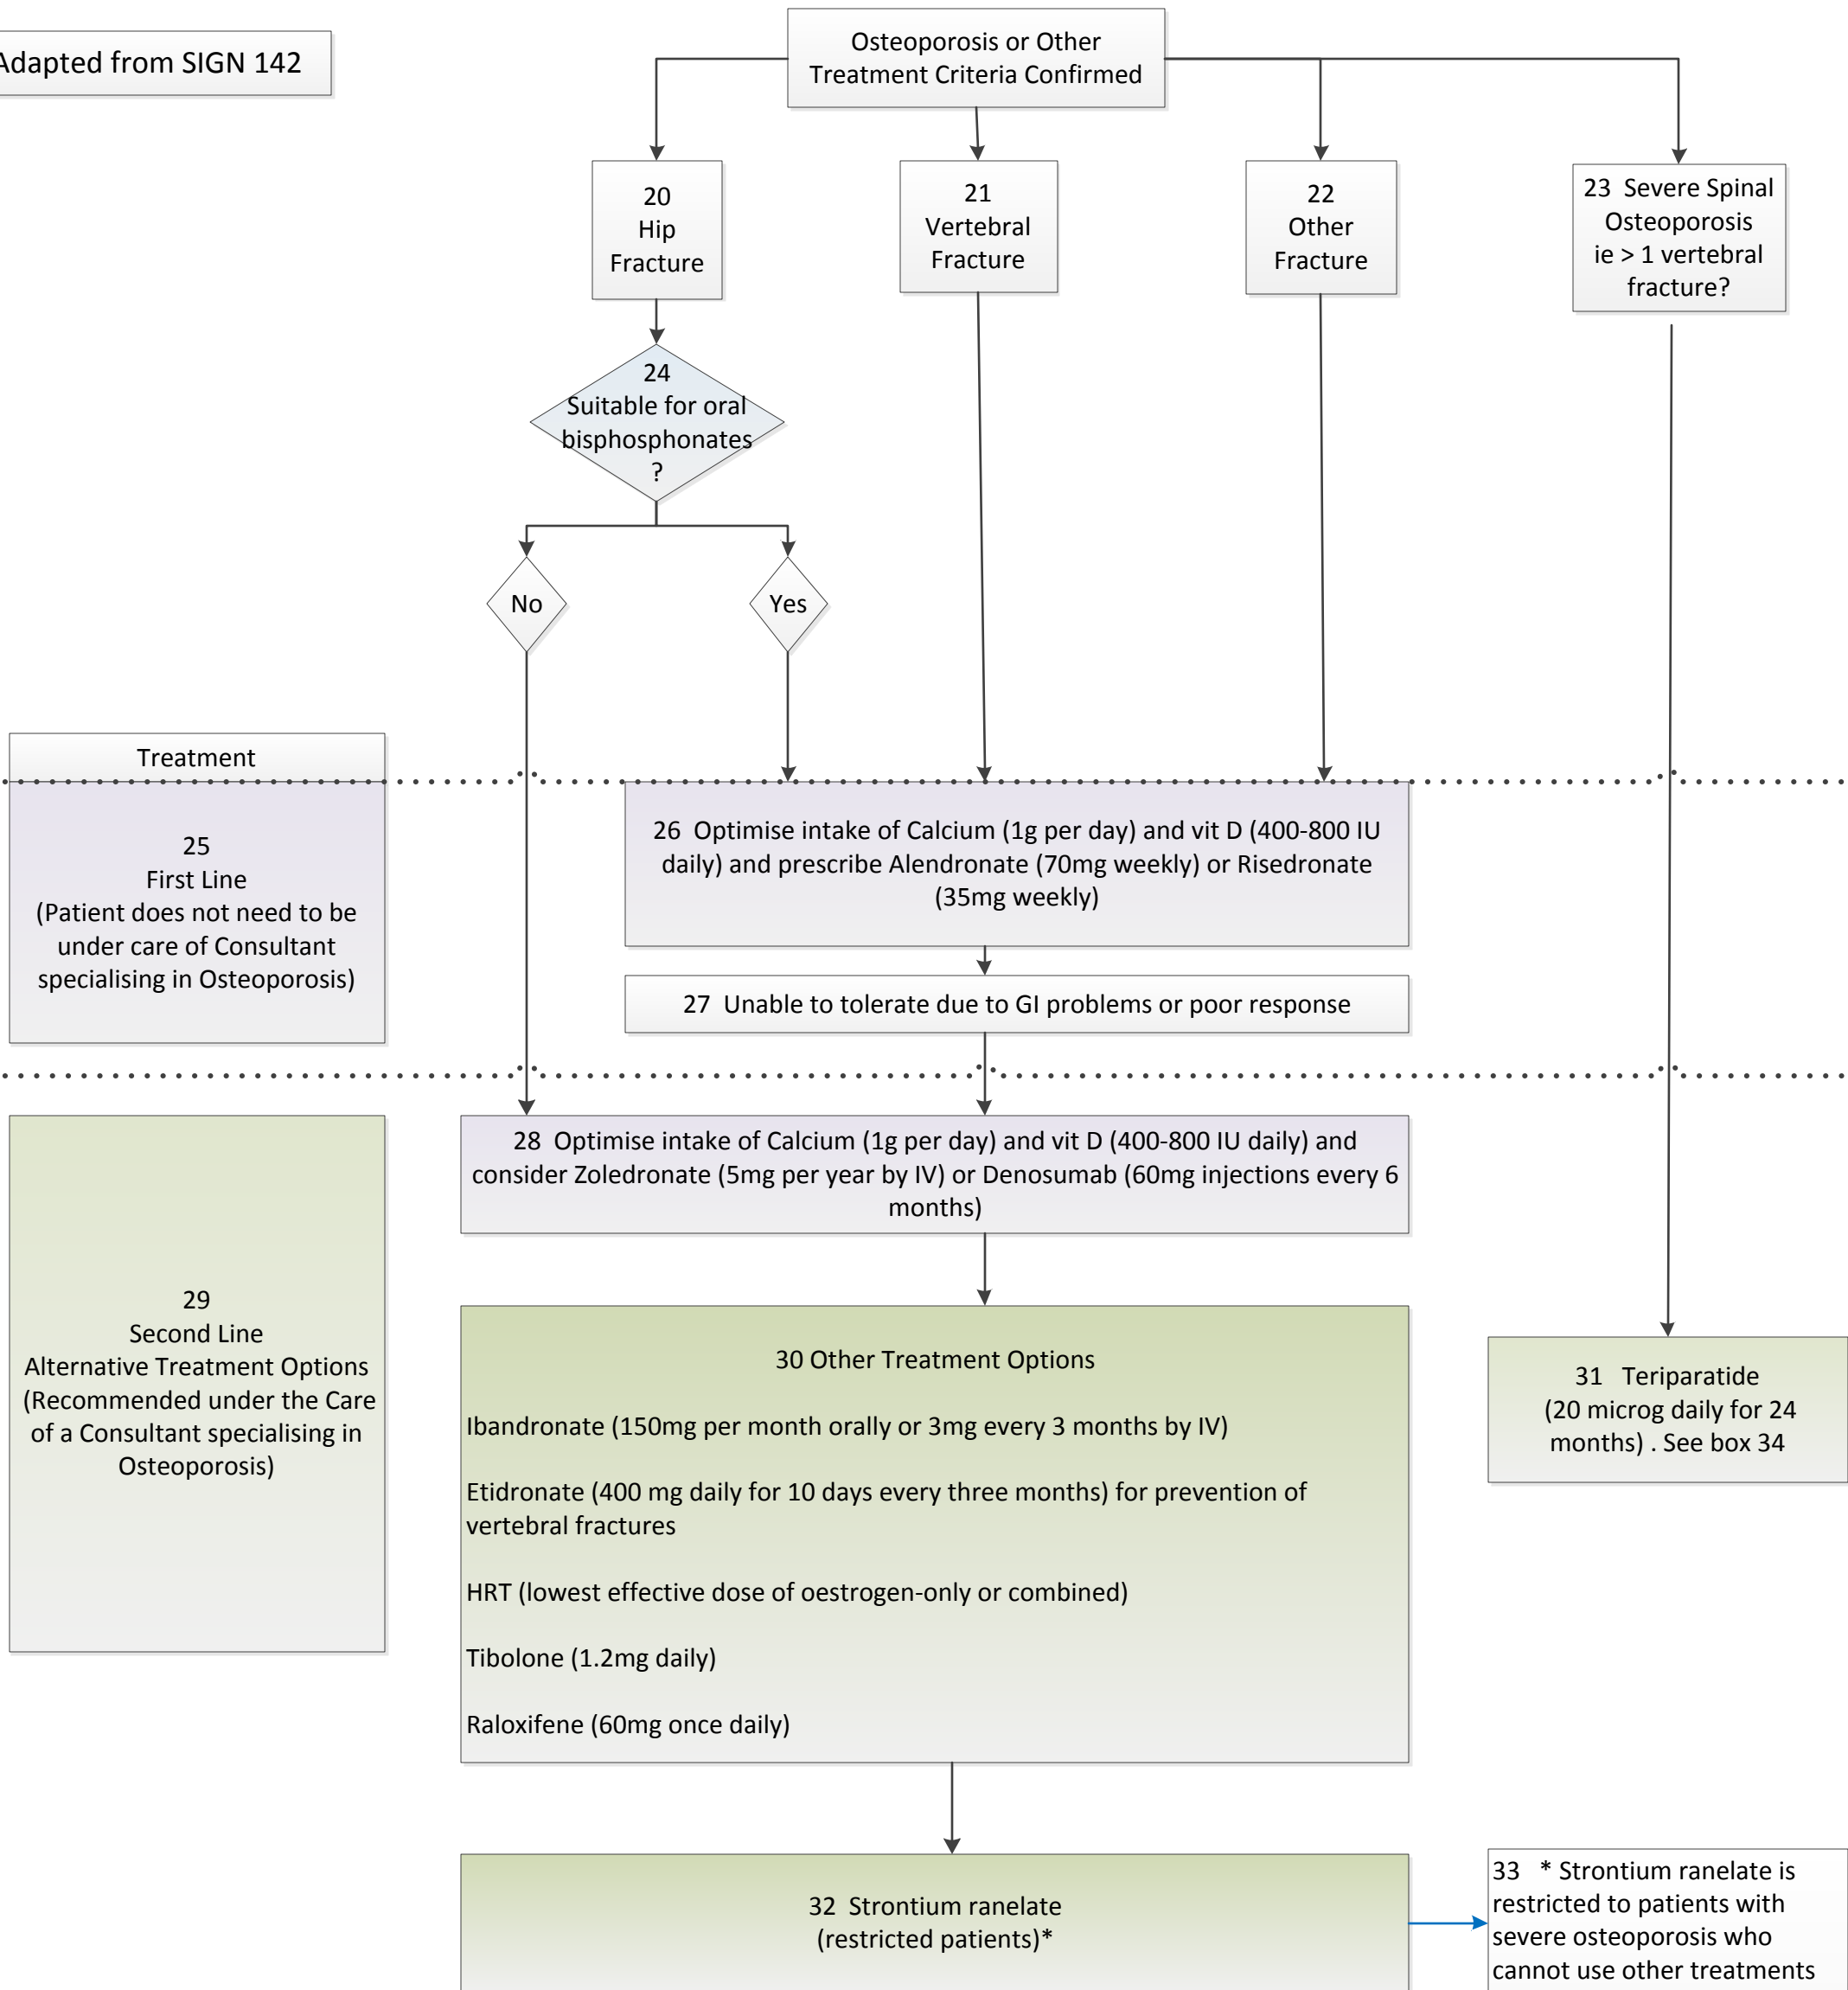 Adapted from SIGN 142
Osteoporosis or Other
Treatment Criteria Confirmed
20
Hip
Fracture
21
Vertebral
Fracture
22
Other
Fracture
23 Severe Spinal
Osteoporosis
ie > 1 vertebral
fracture?
24
Suitable for oral
bisphosphonates
?
No
Yes
Treatment
25
First Line
(Patient does not need to be
under care of Consultant
specialising in Osteoporosis)
26 Optimise intake of Calcium (1g per day) and vit D (400-800 IU
daily) and prescribe Alendronate (70mg weekly) or Risedronate
(35mg weekly)
27 Unable to tolerate due to GI problems or poor response
28 Optimise intake of Calcium (1g per day) and vit D (400-800 IU daily) and
consider Zoledronate (5mg per year by IV) or Denosumab (60mg injections every 6
months)
29
Second Line
Alternative Treatment Options
(Recommended under the Care
of a Consultant specialising in
Osteoporosis)
30 Other Treatment Options
Ibandronate (150mg per month orally or 3mg every 3 months by IV)
Etidronate (400 mg daily for 10 days every three months) for prevention of
vertebral fractures
HRT (lowest effective dose of oestrogen-only or combined)
Tibolone (1.2mg daily)
Raloxifene (60mg once daily)
31 Teriparatide
(20 microg daily for 24
months) . See box 34
32 Strontium ranelate
(restricted patients)*
33 * Strontium ranelate is
restricted to patients with
severe osteoporosis who
cannot use other treatments